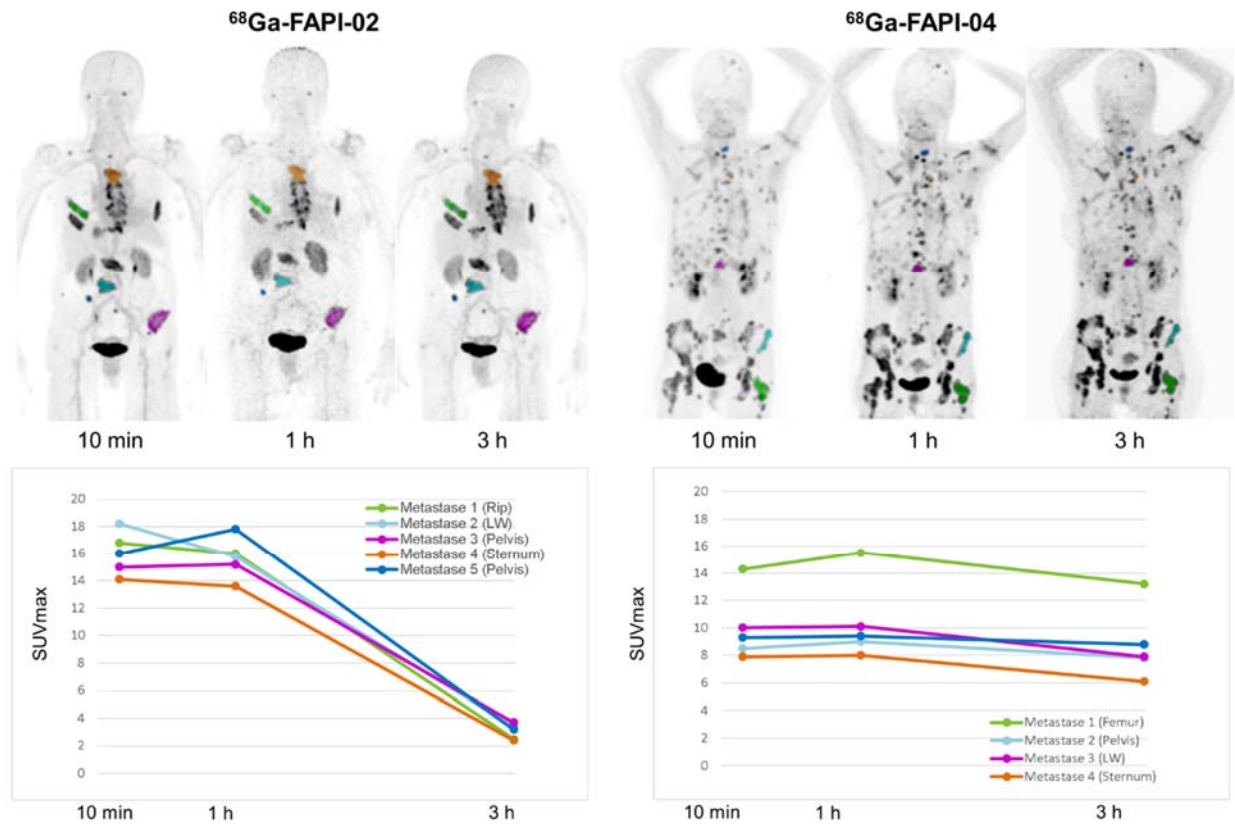 ⁶⁸Ga-FAPI-02
⁶⁸Ga-FAPI-04
10 min
1 h
3 h
10 min
1 h
3 h
SUVmax
20
18
16
14
12
10
8
6
4
2
0
Metastase 1 (Rip)
Metastase 2 (LW)
Metastase 3 (Pelvis)
Metastase 4 (Sternum)
Metastase 5 (Pelvis)
10 min
1 h
3 h
SUVmax
20
18
16
14
12
10
8
6
4
2
0
Metastase 1 (Femur)
Metastase 2 (Pelvis)
Metastase 3 (LW)
Metastase 4 (Sternum)
10 min
1 h
3 h